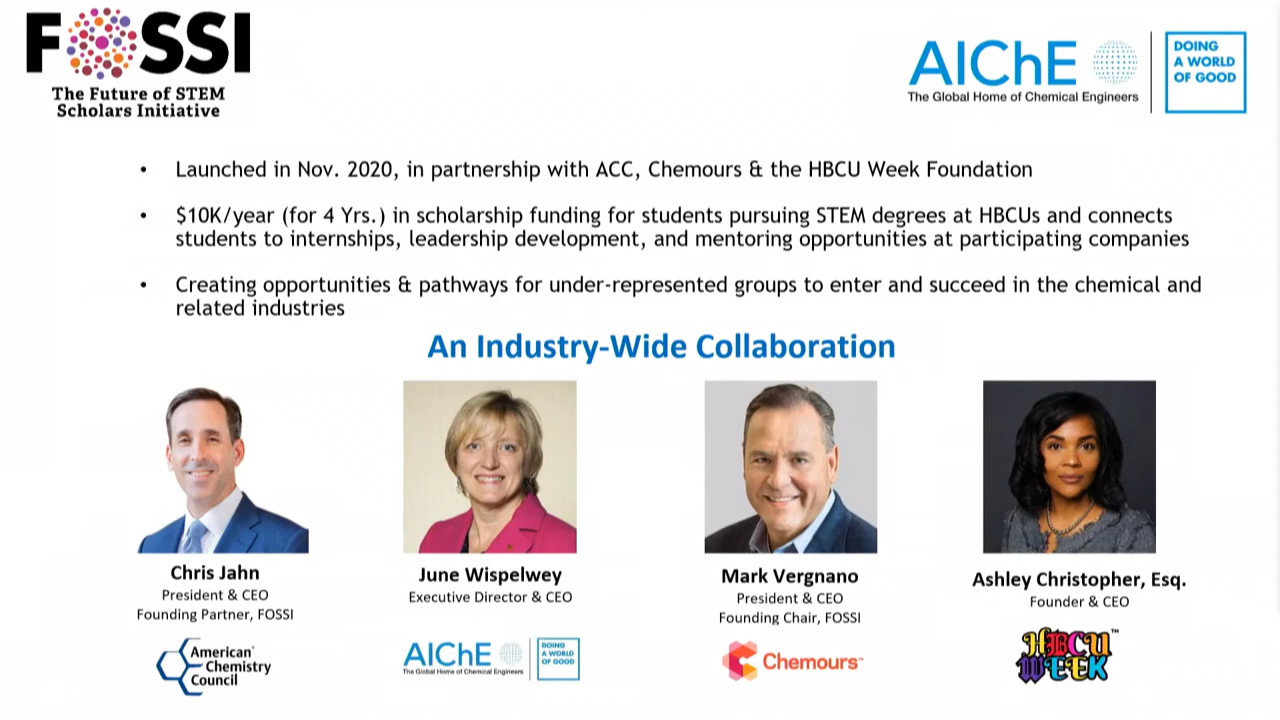 FOSSI
The Future of STEM
Scholars Initiative
AIChE
The Global Home of Chemical Engineers
DOING
A WORLD
OF GOOD
• Launched in Nov. 2020, in partnership with ACC, Chemours & the HBCU Week Foundation
• $10K/year (for 4 Yrs.) in scholarship funding for students pursuing STEM degrees at HBCUs and connects
students to internships, leadership development, and mentoring opportunities at participating companies
• Creating opportunities & pathways for under-represented groups to enter and succeed in the chemical and
related industries
An Industry-Wide Collaboration
Chris Jahn
President & CEO
Founding Partner, FOSSI
American®
Chemistry
Council
June Wispelwey
Executive Director & CEO
AIChE
The Global Home of Chemical Engineers
DOING
A WORLD
OF GOOD
Mark Vergnano
President & CEO
Founding Chair, FOSSI
Chemours™
Ashley Christopher, Esq.
Founder & CEO
HBCU™
WEEK